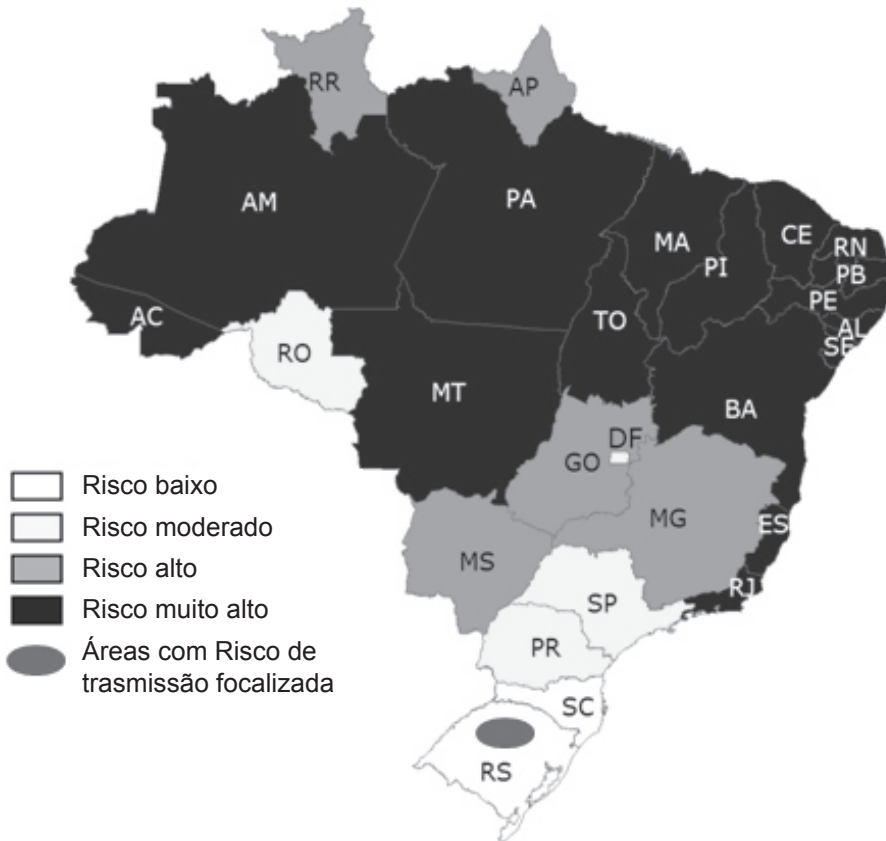 RR
AP
AM
PA
MA
CE
RN
PI
PB
PE
AC
TO
AL
SE
RO
MT
BA
DF
GO
Risco baixo
Risco moderado
MG
ES
Risco alto
MS
Risco muito alto
RJ
SP
Áreas com Risco de
trasmissão focalizada
PR
SC
RS